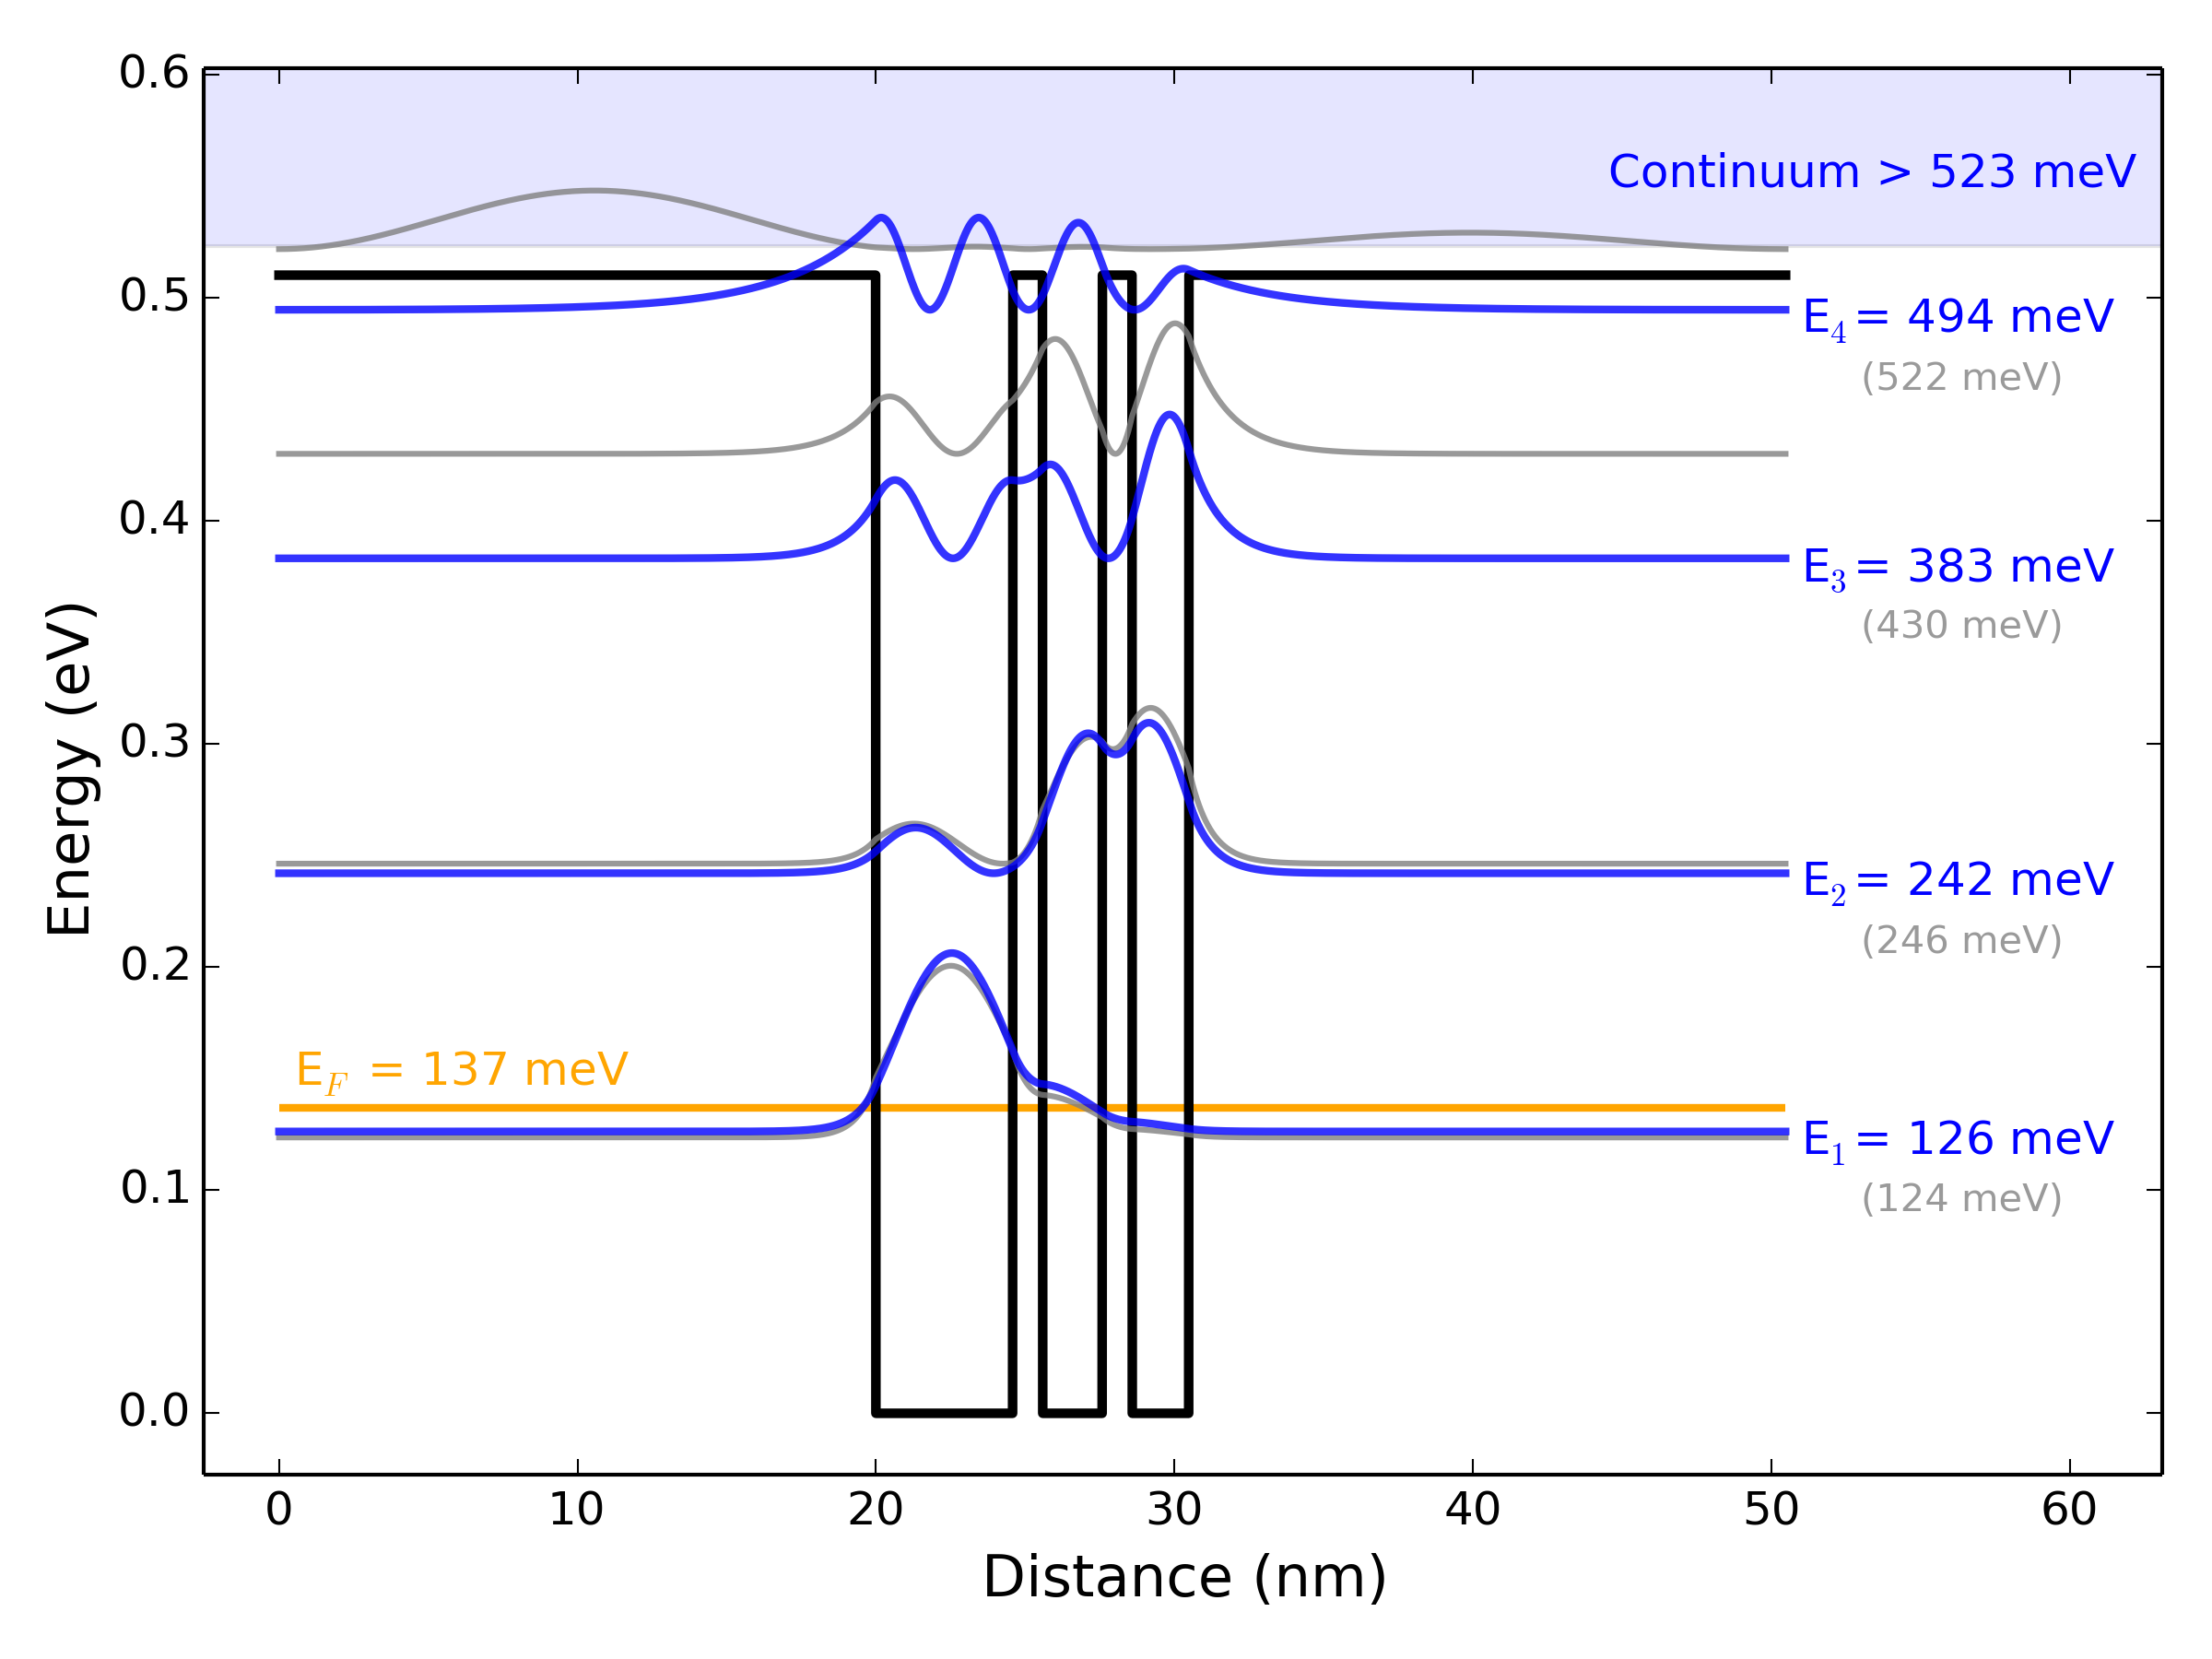 0.6
Continuum > 523 meV
0.5
E4 = 494 meV
(522 meV)
0.4
E3 = 383 meV
(430 meV)
Energy (eV)
0.3
E2 = 242 meV
(246 meV)
0.2
EF = 137 meV
E1 = 126 meV
(124 meV)
0.1
0.0
0 10 20 30 40 50 60
Distance (nm)